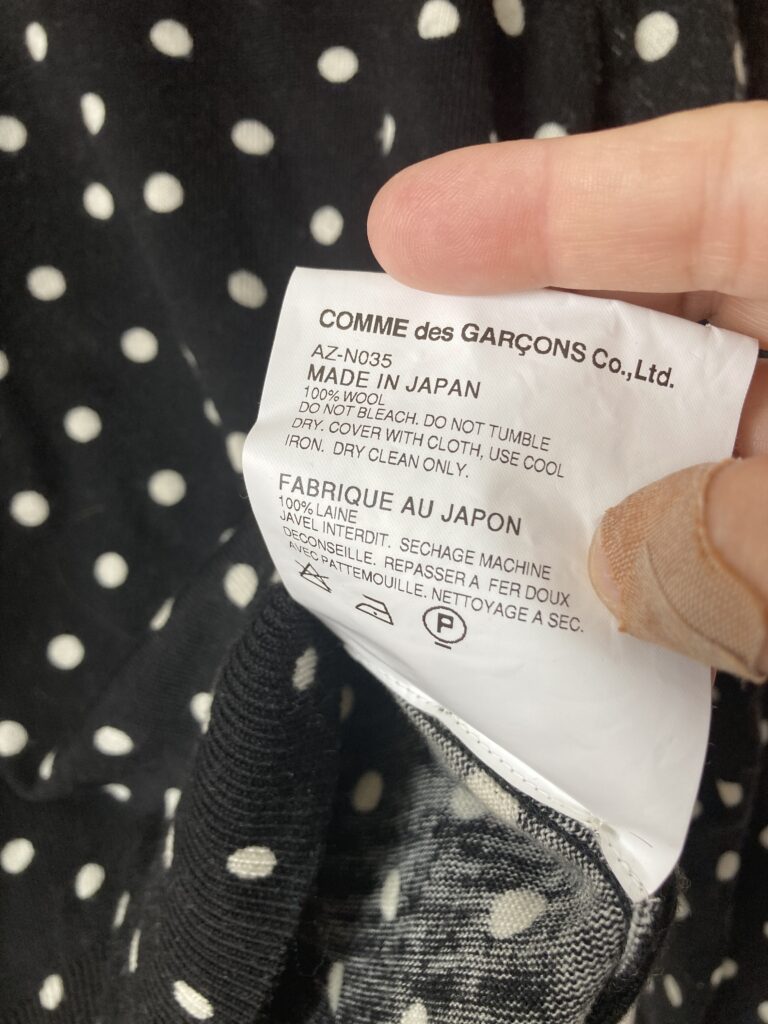 COMME des GARÇONS Co.,Ltd.
AZ-N035
MADE IN JAPAN
100% WOOL
DO NOT BLEACH. DO NOT TUMBLE
DRY. COVER WITH CLOTH, USE COOL
IRON. DRY CLEAN ONLY.
FABRIQUE AU JAPON
100% LAINE
JAVEL INTERDIT. SECHAGE MACHINE
DECONSEILLE. REPASSER A FER DOUX
AVEC PATTEMOUILLE. NETTOYAGE A SEC.
P